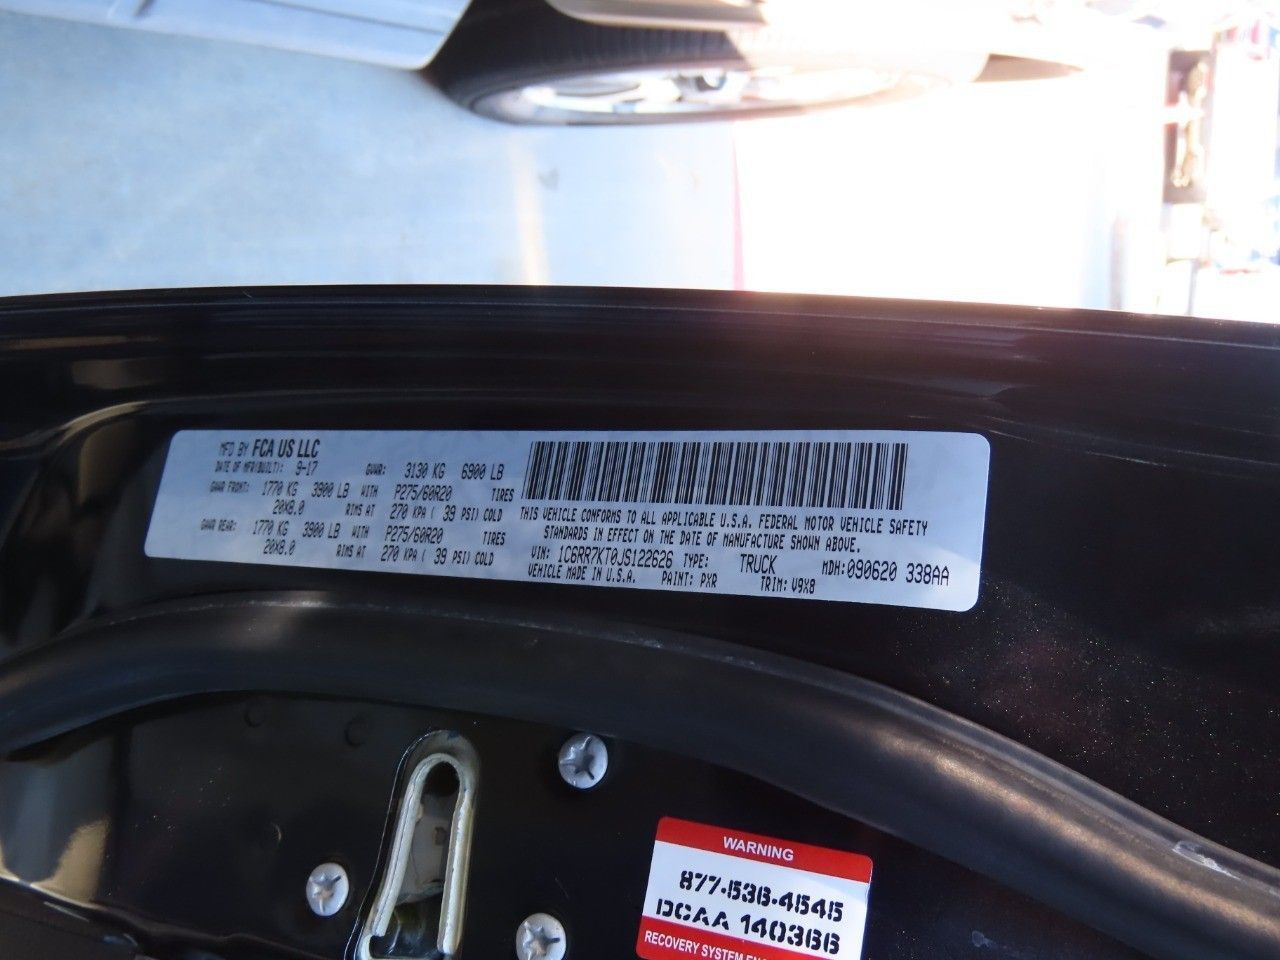 MFD BY FCA US LLC
DATE OF MFR(BUILT): 9-17 GVWR: 3130 KG 6900 LB
GAWR FRONT: 1770 KG 3900 LB WITH P275/60R20 TIRES
20X8.0 RIMS AT 270 KPA ( 39 PSI) COLD
GAWR REAR: 1770 KG 3900 LB WITH P275/60R20 TIRES
20X8.0 RIMS AT 270 KPA ( 39 PSI) COLD
THIS VEHICLE CONFORMS TO ALL APPLICABLE U.S.A. FEDERAL MOTOR VEHICLE SAFETY
STANDARDS IN EFFECT ON THE DATE OF MANUFACTURE SHOWN ABOVE.
VIN: 1C6RR7KT0JS122626 TYPE: TRUCK MDH:090620 338AA
VEHICLE MADE IN U.S.A. PAINT: PXR TRIM: V9X8
WARNING
877-536-4545
DCAA 140366
RECOVERY SYSTEM